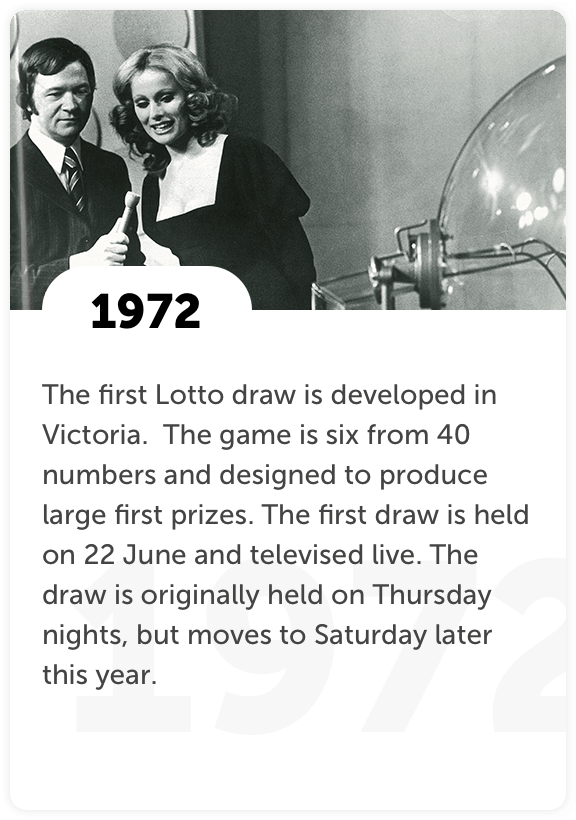 1972
The first Lotto draw is developed in
Victoria.  The game is six from 40
numbers and designed to produce
large first prizes. The first draw is held
on 22 June and televised live. The
draw is originally held on Thursday
nights, but moves to Saturday later
this year.
1972